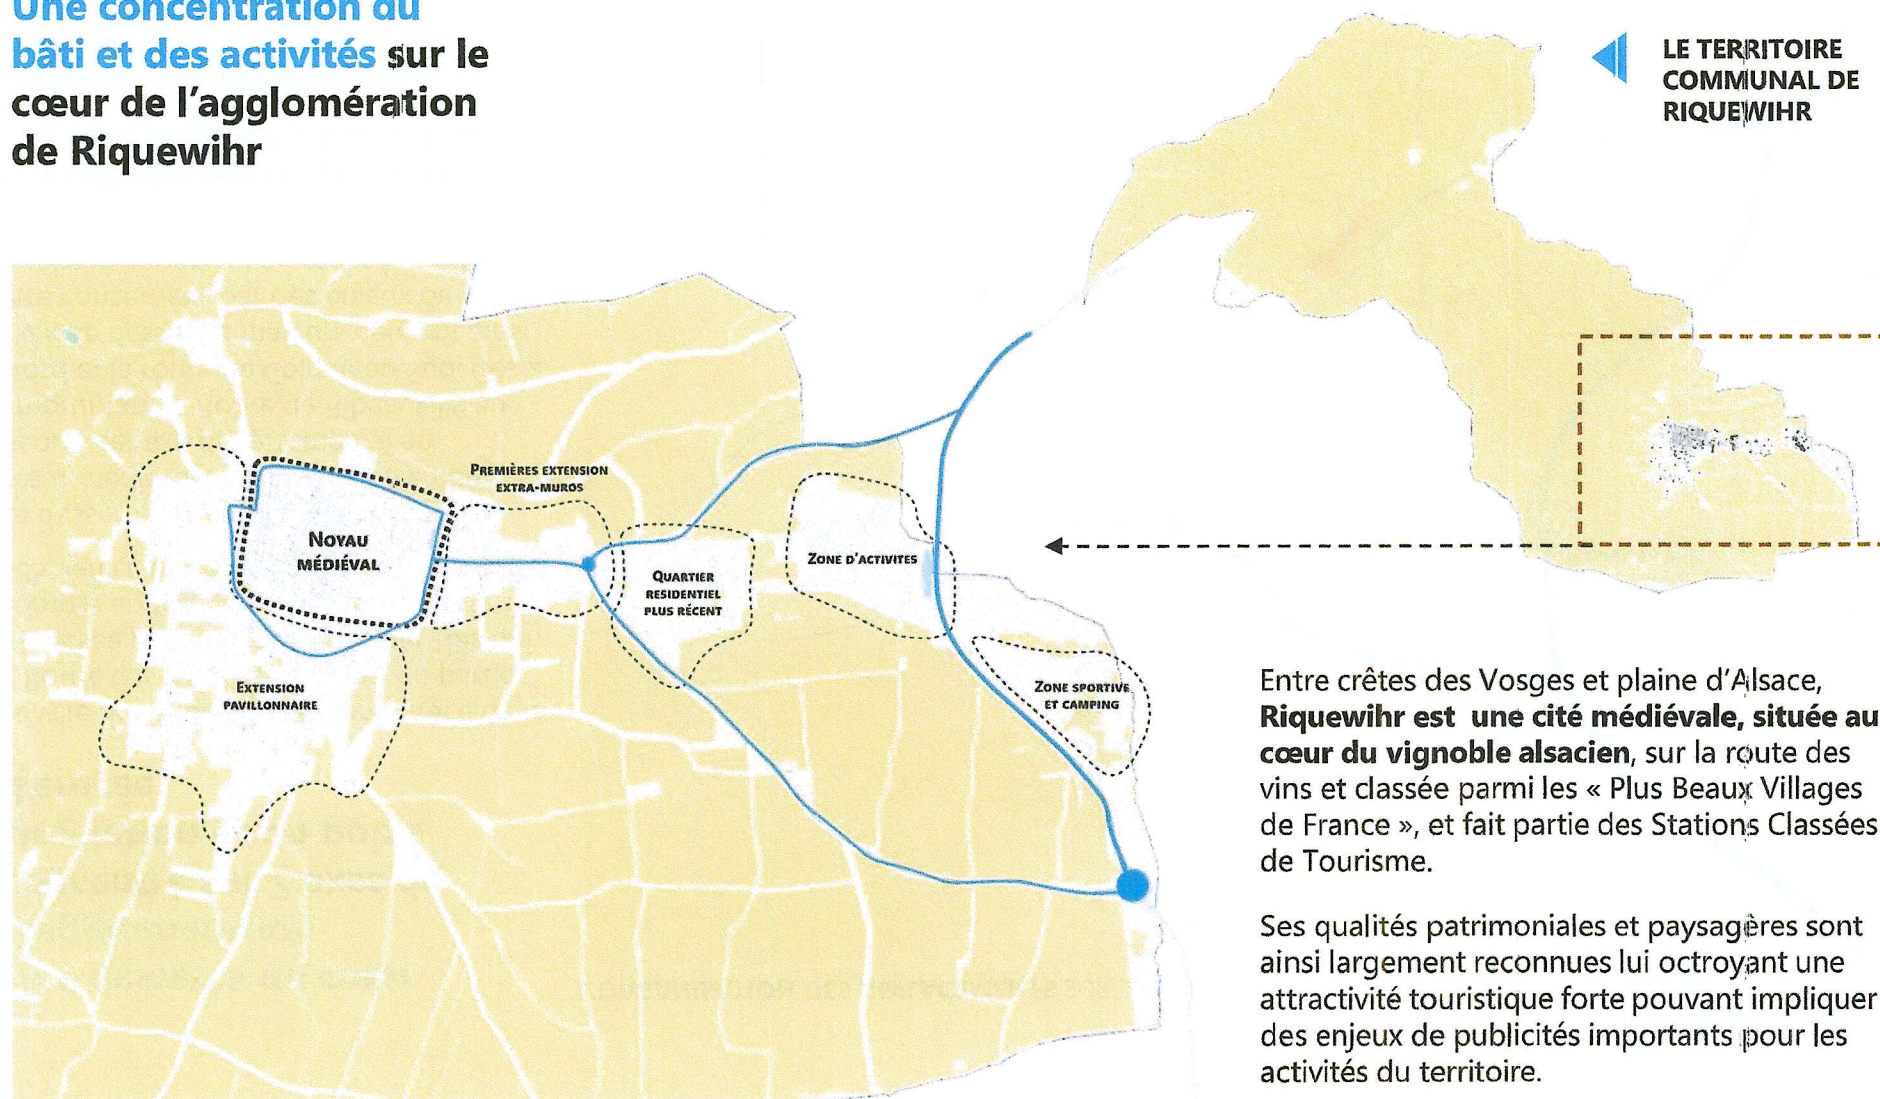 Une concentration du
bâti et des activités sur le
cœur de l'agglomération
de Riquewihr
LE TERRITOIRE
COMMUNAL DE
RIQUEWIHR
PREMIÈRES EXTENSION
EXTRA-MUROS
NOYAU
MÉDIÉVAL
QUARTIER
RESIDENTIEL
PLUS RÉCENT
ZONE D'ACTIVITES
EXTENSION
PAVILLONNAIRE
ZONE SPORTIVE
ET CAMPING
Entre crêtes des Vosges et plaine d'Alsace,
Riquewihr est une cité médiévale, située au
cœur du vignoble alsacien, sur la route des
vins et classée parmi les « Plus Beaux Villages
de France », et fait partie des Stations Classées
de Tourisme.
Ses qualités patrimoniales et paysagères sont
ainsi largement reconnues lui octroyant une
attractivité touristique forte pouvant impliquer
des enjeux de publicités importants pour les
activités du territoire.